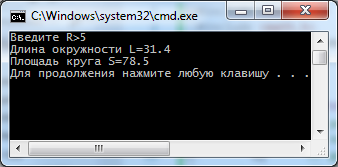 C:\Windows\system32\cmd.exe
Введите R>5
Длина окружности L=31.4
Площадь круга S=78.5
Для продолжения нажмите любую клавишу . . .